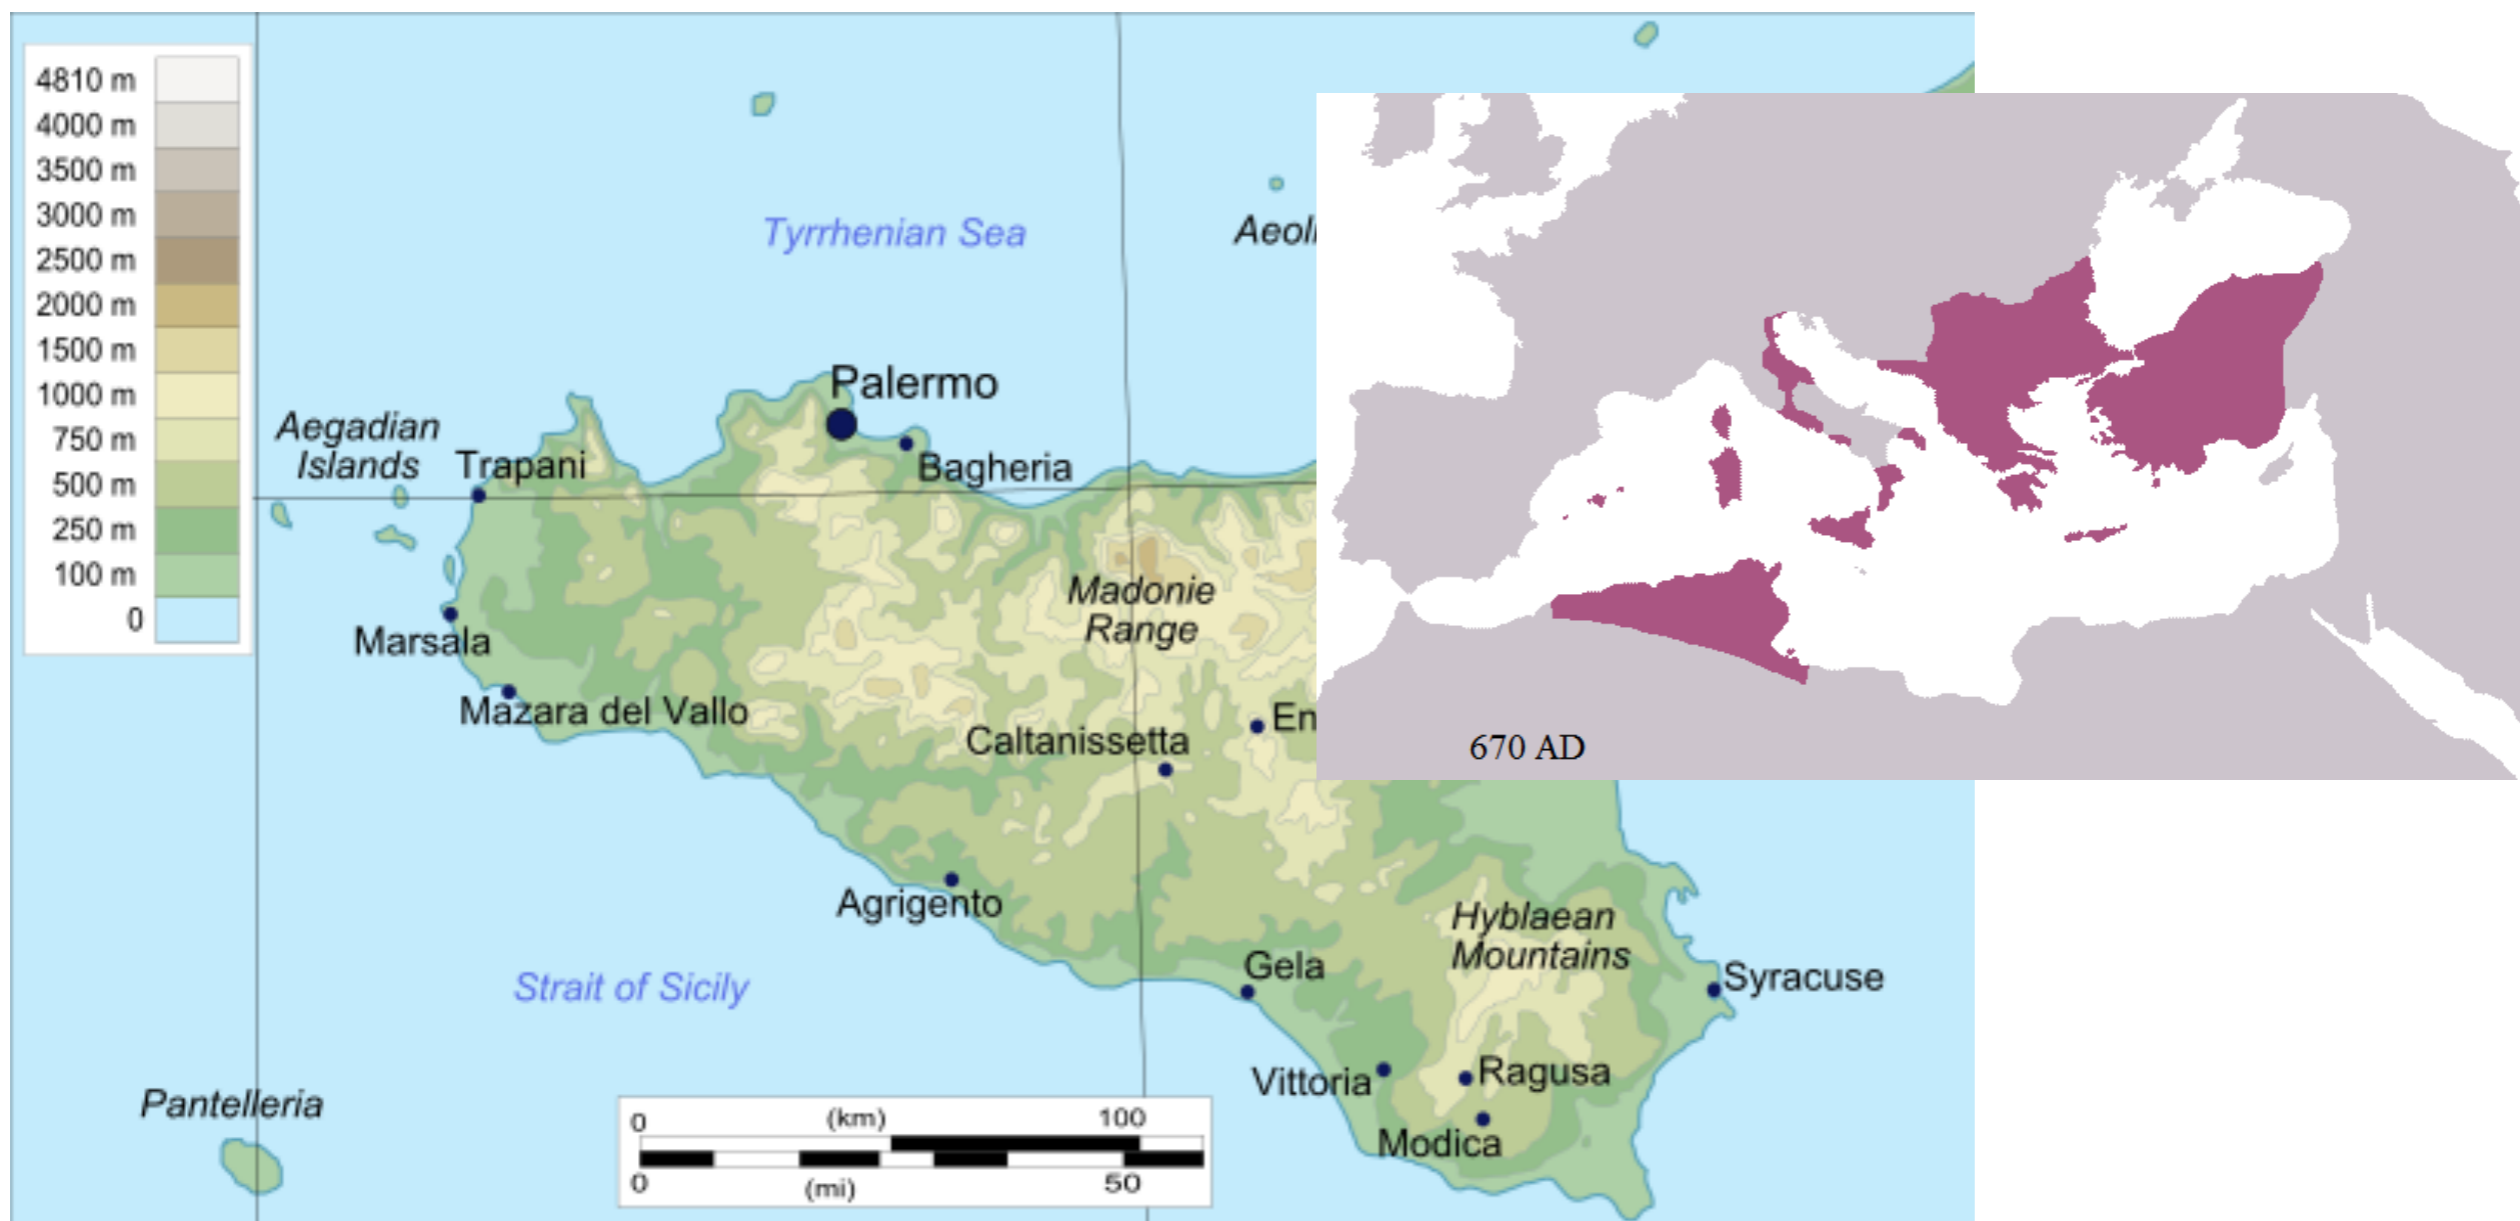 4810 m
4000 m
3500 m
3000 m
2500 m
2000 m
1500 m
1000 m
750 m
500 m
250 m
100 m
0
Tyrrhenian Sea
Aeoli
Palermo
Bagheria
Aegadian
Islands
Trapani
Marsala
Mazara del Vallo
Madonie
Range
En
Caltanissetta
Agrigento
Hyblaean
Mountains
Gela
Syracuse
Strait of Sicily
Vittoria
Ragusa
Modica
Pantelleria
0 (km) 100
0 (mi) 50
670 AD